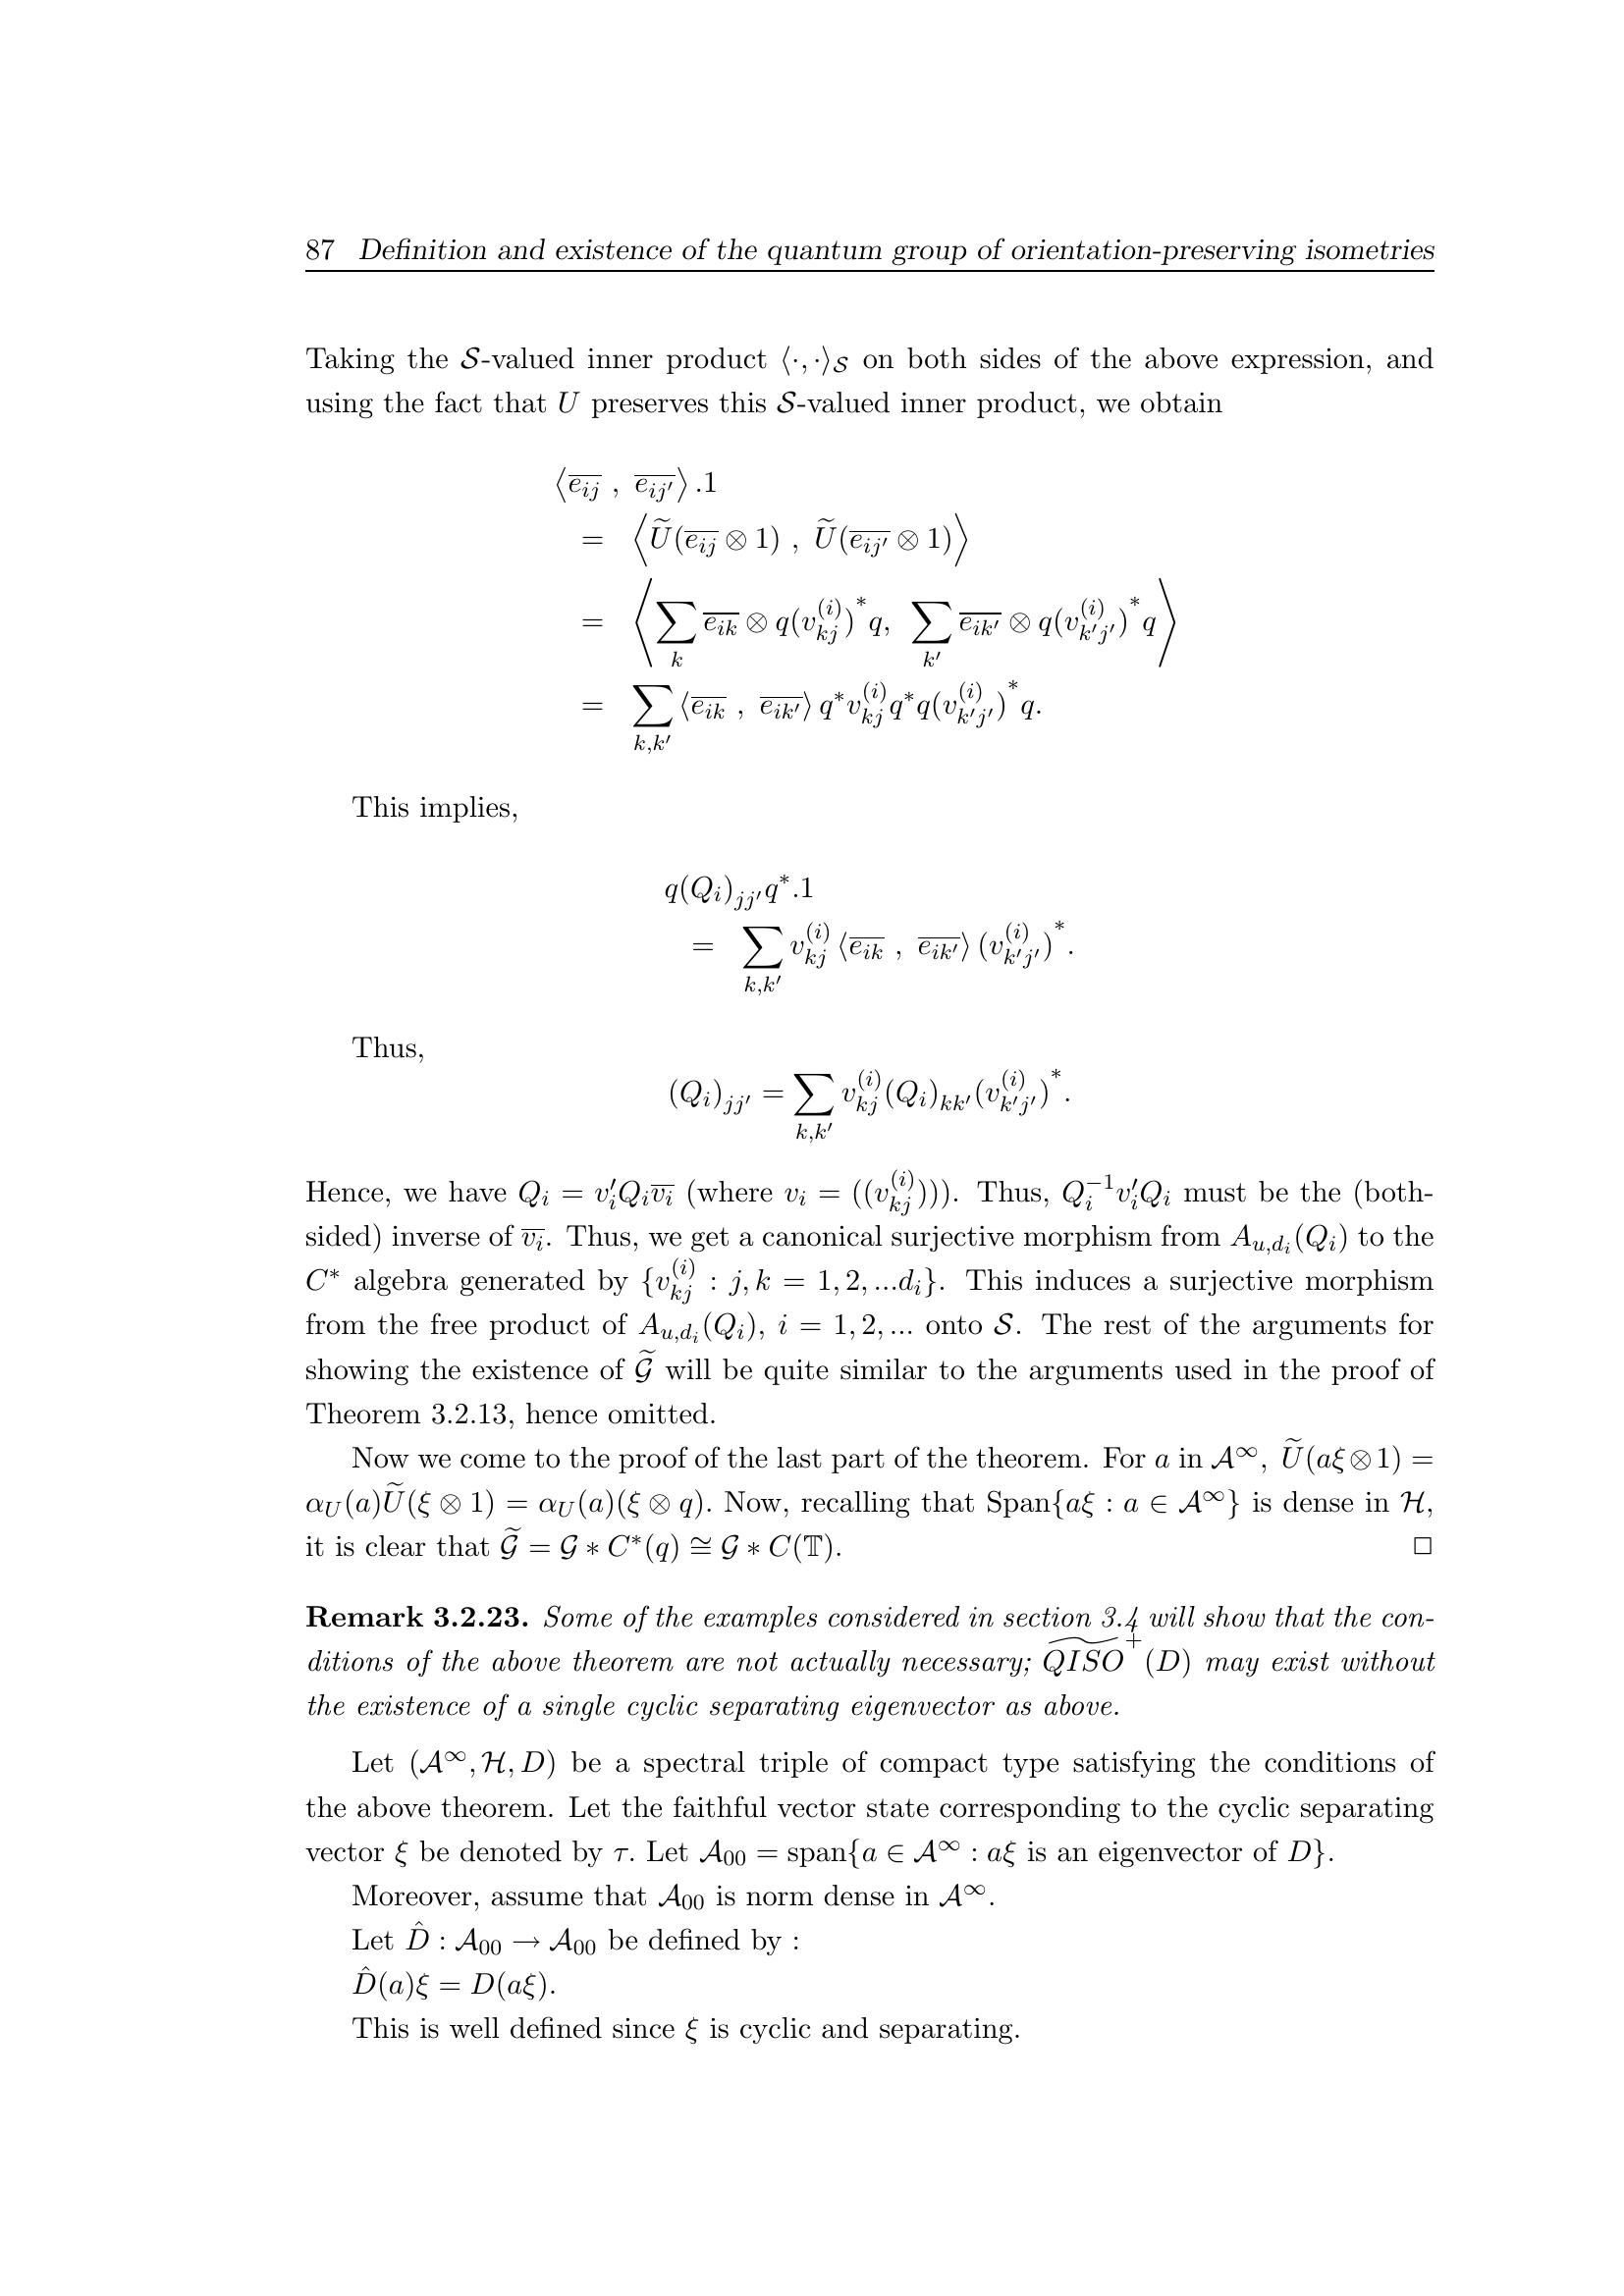 87 Definition and existence of the quantum group of orientation-preserving isometries
Taking the $\mathcal{S}$-valued inner product $\langle \cdot, \cdot \rangle_{\mathcal{S}}$ on both sides of the above expression, and
using the fact that $U$ preserves this $\mathcal{S}$-valued inner product, we obtain
$\langle \overline{e_{ij}} , \overline{e_{ij'}} \rangle .1$
$= \left\langle \widetilde{U}(\overline{e_{ij}} \otimes 1) , \widetilde{U}(\overline{e_{ij'}} \otimes 1) \right\rangle$
$= \left\langle \sum_{k} \overline{e_{ik}} \otimes q(v_{kj}^{(i)})^* q, \sum_{k'} \overline{e_{ik'}} \otimes q(v_{k'j'}^{(i)})^* q \right\rangle$
$= \sum_{k,k'} \langle \overline{e_{ik}} , \overline{e_{ik'}} \rangle q^* v_{kj}^{(i)} q^* q (v_{k'j'}^{(i)})^* q.$
This implies,
$q(Q_i)_{jj'} q^*.1$
$= \sum_{k,k'} v_{kj}^{(i)} \langle \overline{e_{ik}} , \overline{e_{ik'}} \rangle (v_{k'j'}^{(i)})^*.$
Thus,
$(Q_i)_{jj'} = \sum_{k,k'} v_{kj}^{(i)} (Q_i)_{kk'} (v_{k'j'}^{(i)})^*.$
Hence, we have $Q_i = v_i' Q_i \overline{v_i}$ (where $v_i = ((v_{kj}^{(i)}))$). Thus, $Q_i^{-1} v_i' Q_i$ must be the (both-
sided) inverse of $\overline{v_i}$. Thus, we get a canonical surjective morphism from $A_{u,d_i}(Q_i)$ to the
$C^*$ algebra generated by $\{v_{kj}^{(i)} : j, k = 1, 2, ...d_i\}$. This induces a surjective morphism
from the free product of $A_{u,d_i}(Q_i)$, $i = 1, 2, ...$ onto $\mathcal{S}$. The rest of the arguments for
showing the existence of $\widetilde{\mathcal{G}}$ will be quite similar to the arguments used in the proof of
Theorem 3.2.13, hence omitted.
Now we come to the proof of the last part of the theorem. For $a$ in $\mathcal{A}^\infty$, $\widetilde{U}(a\xi \otimes 1) =$
$\alpha_U(a)\widetilde{U}(\xi \otimes 1) = \alpha_U(a)(\xi \otimes q)$. Now, recalling that Span$\{a\xi : a \in \mathcal{A}^\infty\}$ is dense in $\mathcal{H}$,
it is clear that $\widetilde{\mathcal{G}} = \mathcal{G} * C^*(q) \cong \mathcal{G} * C(\mathbb{T})$. □
Remark 3.2.23. Some of the examples considered in section 3.4 will show that the con-
ditions of the above theorem are not actually necessary; $\widetilde{QISO}^+(D)$ may exist without
the existence of a single cyclic separating eigenvector as above.
Let $(\mathcal{A}^\infty, \mathcal{H}, D)$ be a spectral triple of compact type satisfying the conditions of
the above theorem. Let the faithful vector state corresponding to the cyclic separating
vector $\xi$ be denoted by $\tau$. Let $\mathcal{A}_{00} = \text{span}\{a \in \mathcal{A}^\infty : a\xi \text{ is an eigenvector of } D\}$.
Moreover, assume that $\mathcal{A}_{00}$ is norm dense in $\mathcal{A}^\infty$.
Let $\hat{D} : \mathcal{A}_{00} \to \mathcal{A}_{00}$ be defined by :
$\hat{D}(a)\xi = D(a\xi)$.
This is well defined since $\xi$ is cyclic and separating.